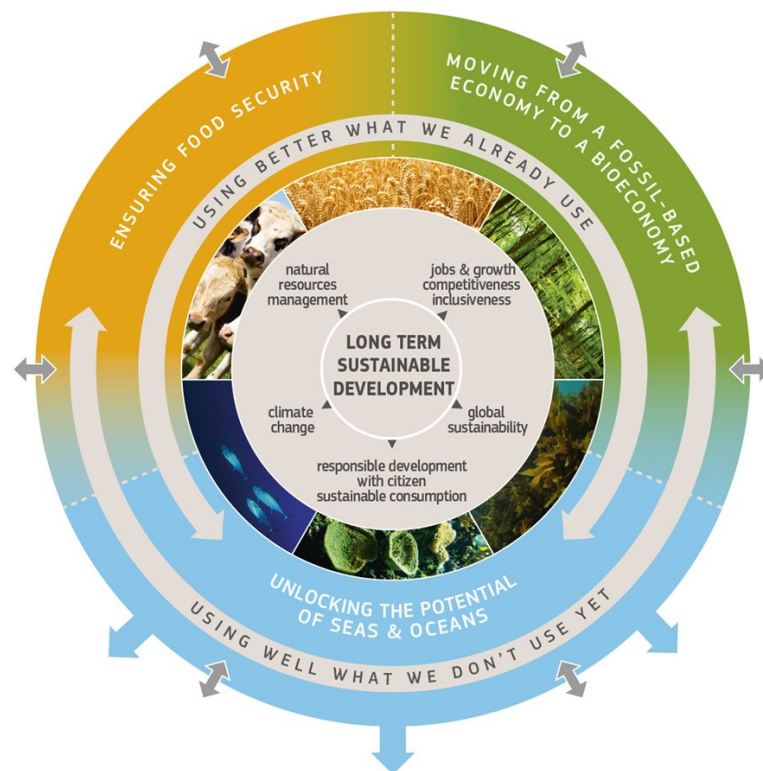 ENSURING FOOD SECURITY
MOVING FROM A FOSSIL-BASED
ECONOMY TO A BIOECONOMY
USING BETTER WHAT WE ALREADY USE
natural
resources
management
jobs & growth
competitiveness
inclusiveness
LONG TERM
SUSTAINABLE
DEVELOPMENT
climate
change
global
sustainability
responsible development
with citizen
sustainable consumption
UNLOCKING THE POTENTIAL
OF SEAS & OCEANS
USING WELL WHAT WE DON'T USE YET